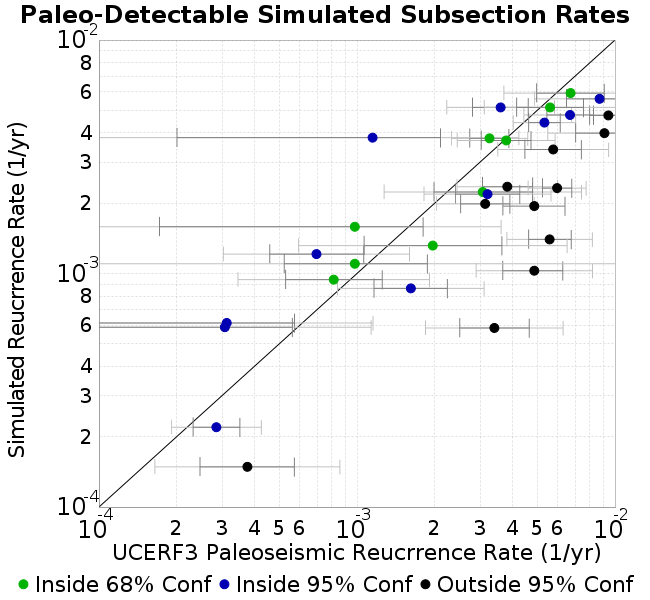 Paleo-Detectable Simulated Subsection Rates
Simulated Reucrrence Rate (1/yr)
10-2
8
6
4
3
2
10-3
8
6
4
3
2
10-4
10-4 2 3 4 5 6 10-3 2 3 4 5 6 10-2
UCERF3 Paleoseismic Reucrrence Rate (1/yr)
Inside 68% Conf Inside 95% Conf Outside 95% Conf